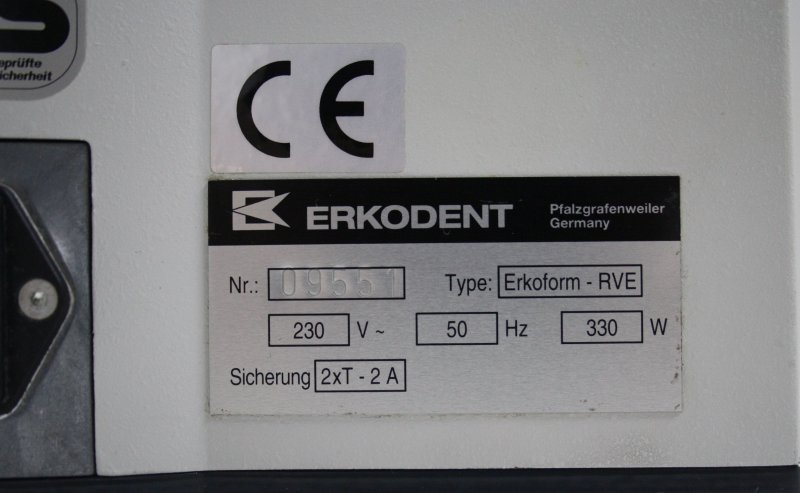 geprüfte
Sicherheit
CE
ERKODENT Pfalzgrafenweiler
Germany
Nr.: 09551 Type: Erkoform - RVE
230 V ~ 50 Hz 330 W
Sicherung 2xT - 2 A